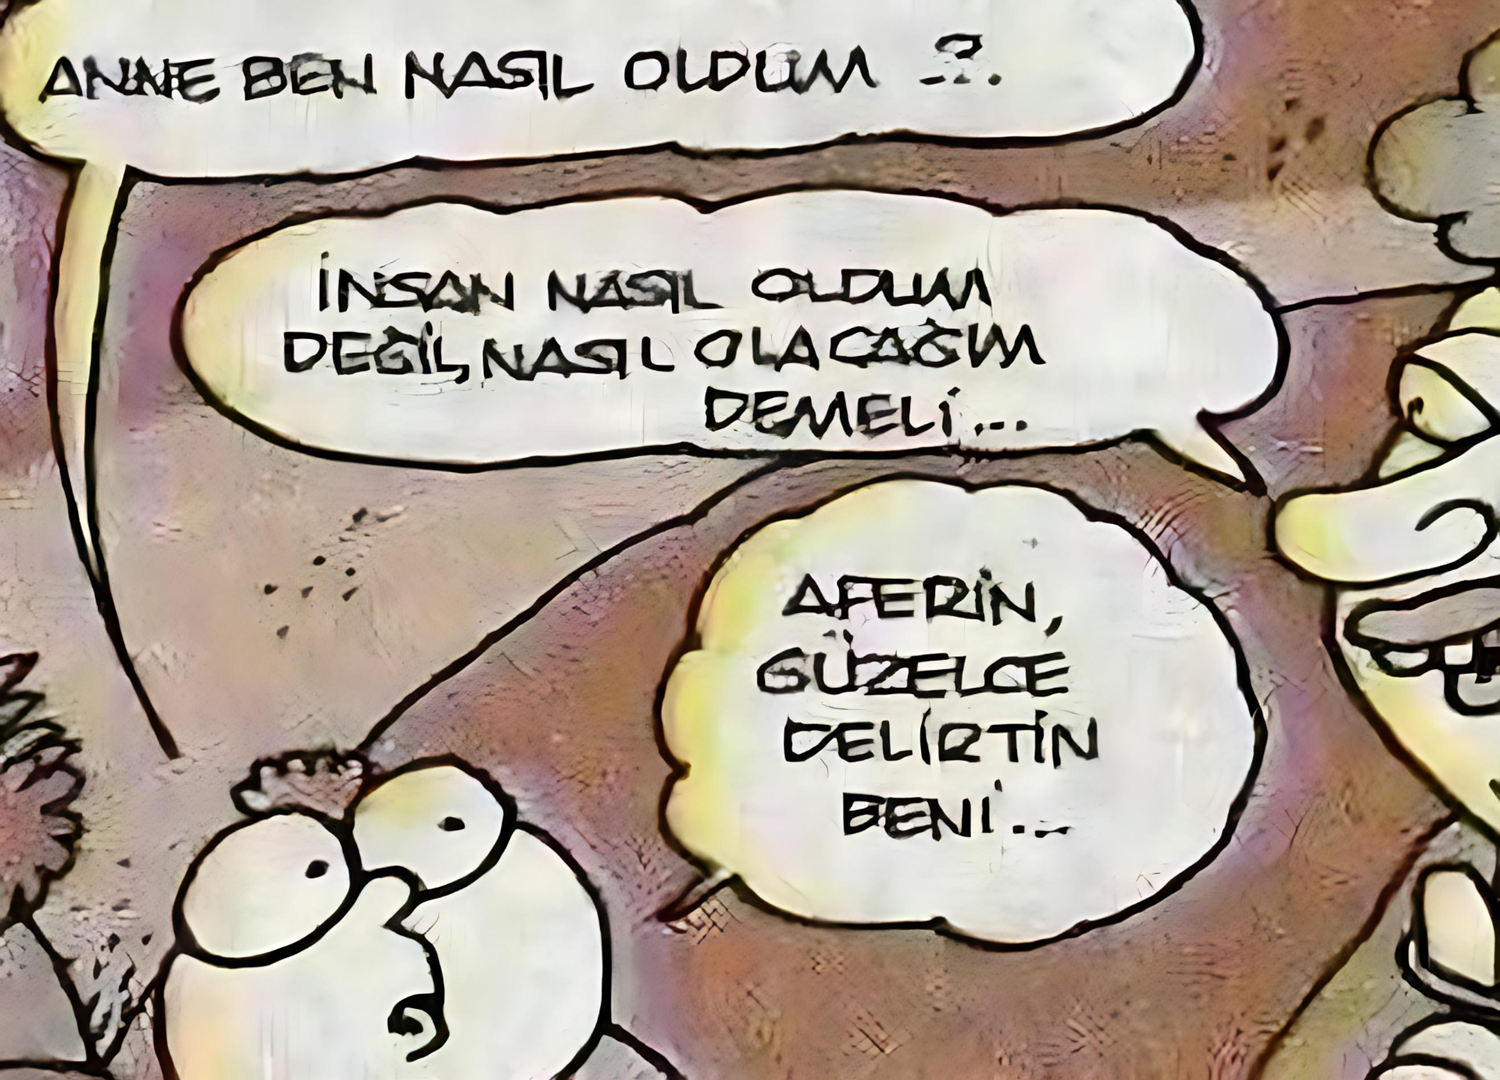 ANNE BEN NASIL OLDUM ?.
İNSAN NASIL OLDUM
DEĞİL, NASIL OLACAĞIM
DEMELİ...
AFERİN,
GÜZELCE
DELİRTİN
BENİ...